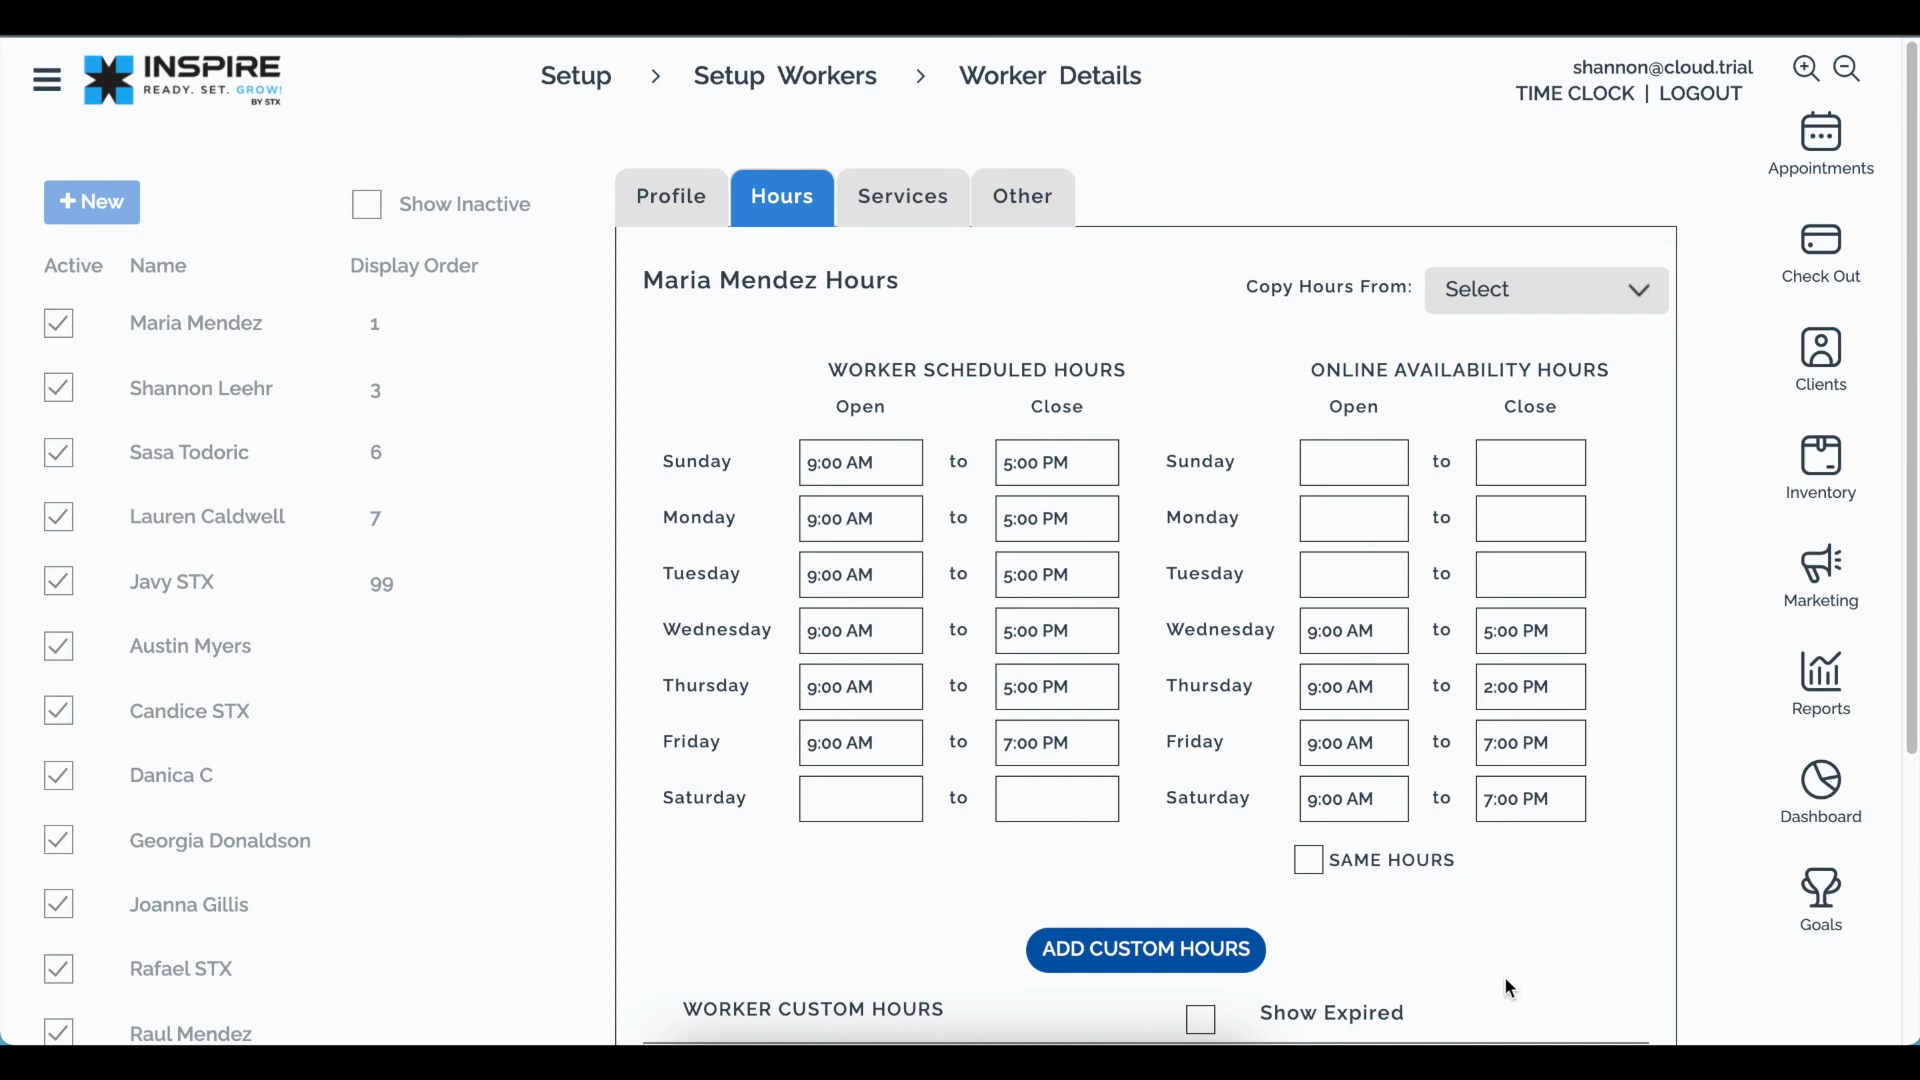 INSPIRE
READY. SET. GROW!
BY STX
Setup > Setup Workers > Worker Details
shannon@cloud.trial
TIME CLOCK | LOGOUT
+ New
Show Inactive
Active Name Display Order
Maria Mendez 1
Shannon Leehr 3
Sasa Todoric 6
Lauren Caldwell 7
Javy STX 99
Austin Myers
Candice STX
Danica C
Georgia Donaldson
Joanna Gillis
Rafael STX
Raul Mendez
Profile Hours Services Other
Maria Mendez Hours
Copy Hours From: Select
WORKER SCHEDULED HOURS ONLINE AVAILABILITY HOURS
Open Close Open Close
Sunday 9:00 AM to 5:00 PM Sunday to
Monday 9:00 AM to 5:00 PM Monday to
Tuesday 9:00 AM to 5:00 PM Tuesday to
Wednesday 9:00 AM to 5:00 PM Wednesday 9:00 AM to 5:00 PM
Thursday 9:00 AM to 5:00 PM Thursday 9:00 AM to 2:00 PM
Friday 9:00 AM to 7:00 PM Friday 9:00 AM to 7:00 PM
Saturday to Saturday 9:00 AM to 7:00 PM
SAME HOURS
ADD CUSTOM HOURS
WORKER CUSTOM HOURS Show Expired
Appointments
Check Out
Clients
Inventory
Marketing
Reports
Dashboard
Goals